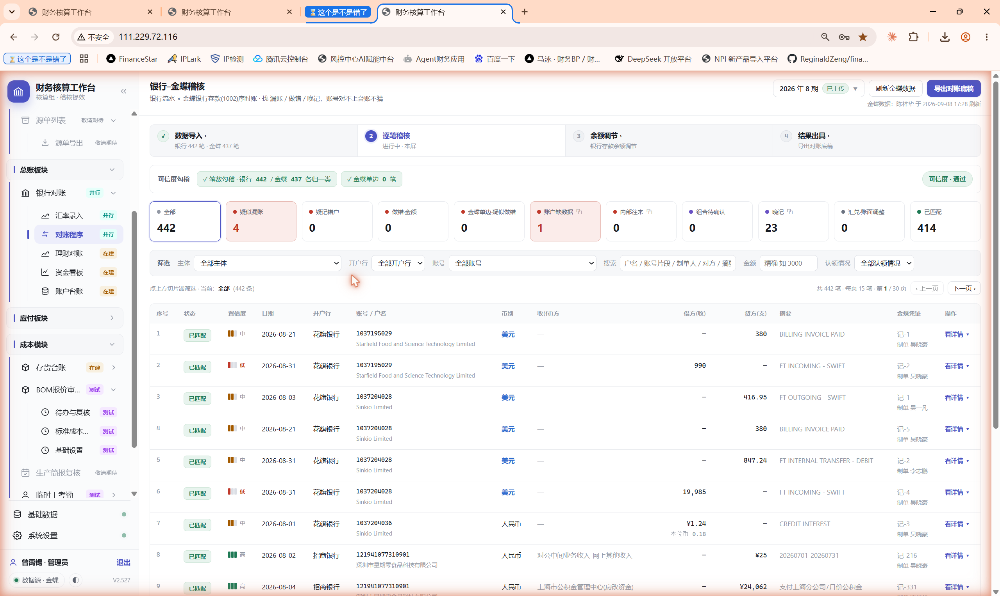 财务核算工作台
财务核算工作台
⏳这个是不是错了
财务核算工作台
不安全 111.229.72.116
⏳这个是不是错了
FinanceStar
IPLark
IP检测
腾讯云控制台
风控中心AI赋能中台
Agent财务应用
百度一下
马泳 · 财务BP / 财...
DeepSeek 开放平台
NPI 新产品导入平台
ReginaldZeng/fina...
财务核算工作台
核算组 · 稽核提效
源单列表 敬请期待
源单导出 敬请期待
总账板块
银行对账 并行
汇率录入 并行
对账程序 并行
理财对账 在建
资金看板 在建
账户台账 在建
应付板块
成本模块
存货台账 在建
BOM报价审... 测试
待办与复核 测试
标准成本... 测试
基础设置 测试
生产简报复核 敬请期待
临时工考勤 测试
基础数据
系统设置
曾禹锡 · 管理员 退出
数据源 · 金蝶 V2.527
银行–金蝶稽核
银行流水 × 金蝶银行存款(1002)序时账 · 找 漏账 / 做错 / 晚记，账号对不上台账不猜
2026 年 8 期 已上传 ▼
刷新金蝶数据
导出对账底稿
金蝶数据：陈梓华 于 2026-09-08 17:28 刷新
✓ 数据导入 ›
银行 442 笔 · 金蝶 437 笔
2 逐笔稽核
进行中 · 本屏
3 余额调节 ›
银行存款余额调节
4 结果出具 ›
导出对账底稿
可信度勾稽 ✓ 笔数勾稽 · 银行 442 / 金蝶 437 各归一类 ✓ 金蝶单边 0 笔 可信度 · 通过
全部
442
疑似漏账
4
疑记错户
0
做错·金额
0
金蝶单边·疑似做错
0
账户缺数据
1
内部往来
0
组合待确认
0
晚记
23
汇兑·账面调整
0
已匹配
414
筛选 主体 全部主体 开户行 全部开户行 账号 全部账号 搜索 户名 / 账号片段 / 制单人 / 对方 / 摘要 金额 精确 如 3000 认领情况 全部认领情况
点上方切片器筛选 · 当前：全部 (442 条) 共 442 笔 · 每页 15 笔 · 第 1 / 30 页 ‹ 上一页 下一页 ›
序号 状态 置信度 日期 开户行 账号 / 户名 币别 收(付)方 借方(收) 贷方(支) 摘要 金蝶凭证 操作
1 已匹配 中 2026-08-21 花旗银行 1037195029 美元 — – 380 BILLING INVOICE PAID 记-1 看详情 ▾
Starfield Food and Science Technology Limited 制单 吴晓豪
2 已匹配 低 2026-08-31 花旗银行 1037195029 美元 — 990 – FT INCOMING - SWIFT 记-2 看详情 ▾
Starfield Food and Science Technology Limited 制单 吴晓豪
3 已匹配 中 2026-08-03 花旗银行 1037204028 美元 — – 416.95 FT OUTGOING - SWIFT 记-1 看详情 ▾
Sinkio Limited 制单 吴一凡
4 已匹配 中 2026-08-21 花旗银行 1037204028 美元 — – 380 BILLING INVOICE PAID 记-5 看详情 ▾
Sinkio Limited 制单 吴晓豪
5 已匹配 中 2026-08-31 花旗银行 1037204028 美元 — – 847.24 FT INTERNAL TRANSFER - DEBIT 记-2 看详情 ▾
Sinkio Limited 制单 李志鹏
6 已匹配 低 2026-08-31 花旗银行 1037204028 美元 — 19,985 – FT INCOMING - SWIFT 记-4 看详情 ▾
Sinkio Limited 制单 吴晓豪
7 已匹配 中 2026-08-01 花旗银行 1037204036 人民币 — ¥1.24 – CREDIT INTEREST 记-3 看详情 ▾
Sinkio Limited 本位币 0.18 制单 吴晓豪
8 已匹配 高 2026-08-02 招商银行 121941077310901 人民币 对公中间业务收入-网上其他收入 – ¥25 20260701-20260731 记-216 看详情 ▾
深圳市星期零食品科技有限公司 制单 吴晓豪
9 已匹配 高 2026-08-04 招商银行 121941077310901 人民币 上海市公积金管理中心(房改资金) – ¥24,062 支付上海分公司7月份公积金 记-331 看详情 ▾